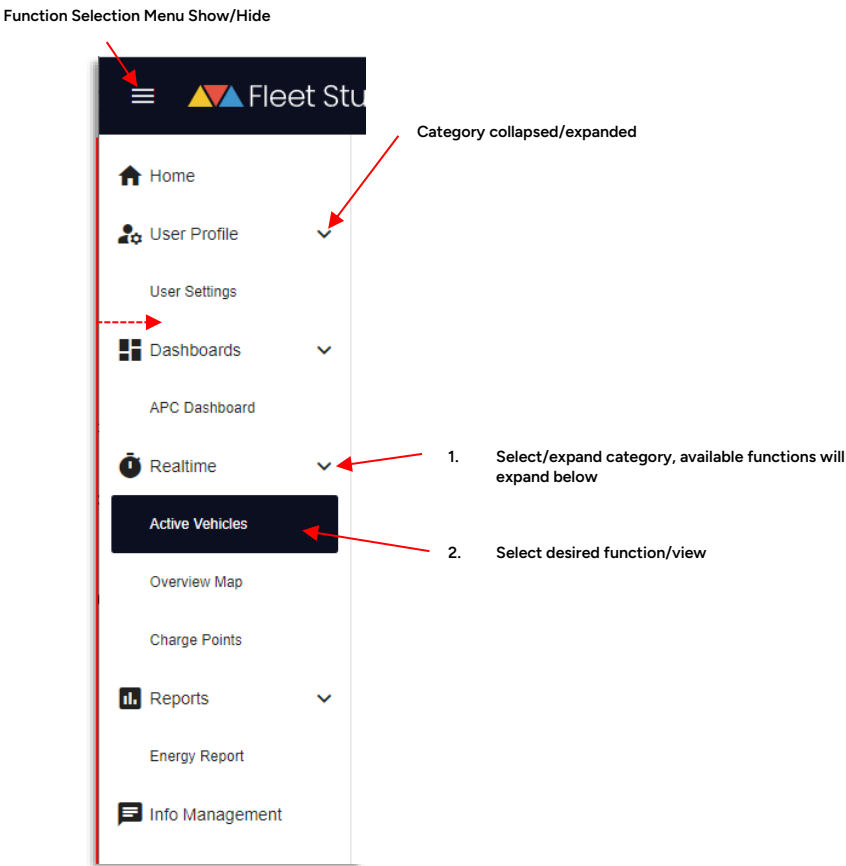 Function Selection Menu Show/Hide
Fleet Stu
Category collapsed/expanded
Home
User Profile
User Settings
Dashboards
APC Dashboard
Realtime
1. Select/expand category, available functions will
expand below
Active Vehicles
2. Select desired function/view
Overview Map
Charge Points
Reports
Energy Report
Info Management